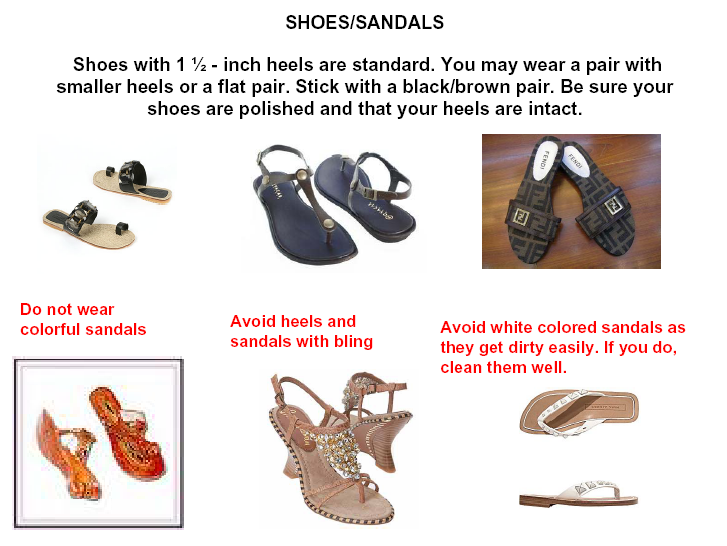 SHOES/SANDALS
Shoes with 1 ½ - inch heels are standard. You may wear a pair with
smaller heels or a flat pair. Stick with a black/brown pair. Be sure your
shoes are polished and that your heels are intact.
FENDI
FENDI
Do not wear
colorful sandals
Avoid heels and
sandals with bling
Avoid white colored sandals as
they get dirty easily. If you do,
clean them well.